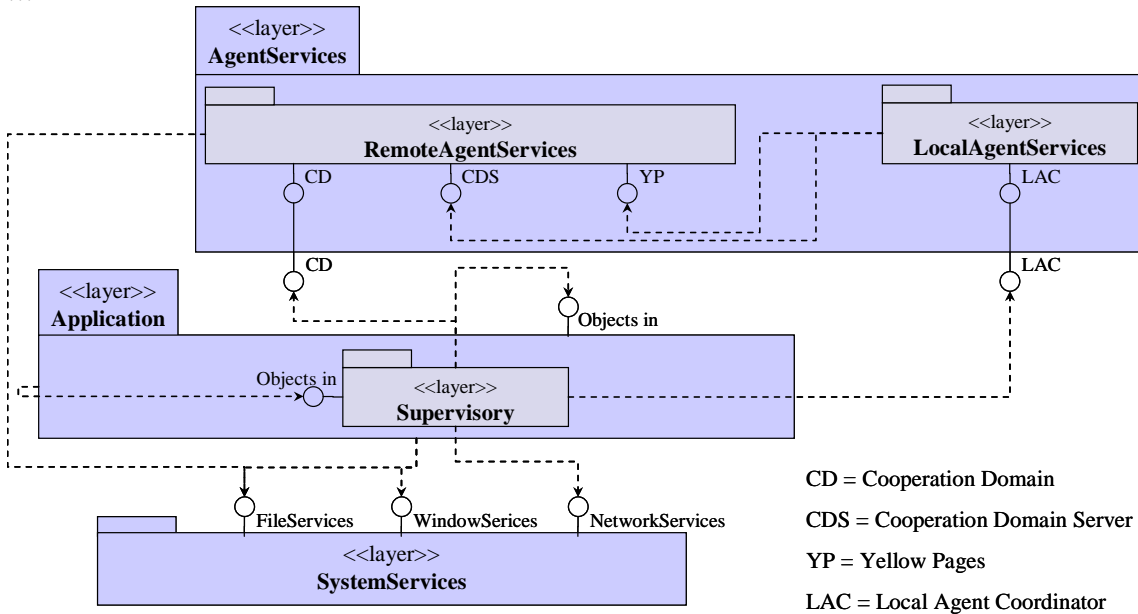 <<layer>>
AgentServices
<<layer>>
RemoteAgentServices
<<layer>>
LocalAgentServices
CD
CDS
YP
LAC
CD
LAC
<<layer>>
Application
Objects in
Objects in
<<layer>>
Supervisory
FileServices
WindowSerices
NetworkServices
<<layer>>
SystemServices
CD = Cooperation Domain
CDS = Cooperation Domain Server
YP = Yellow Pages
LAC = Local Agent Coordinator